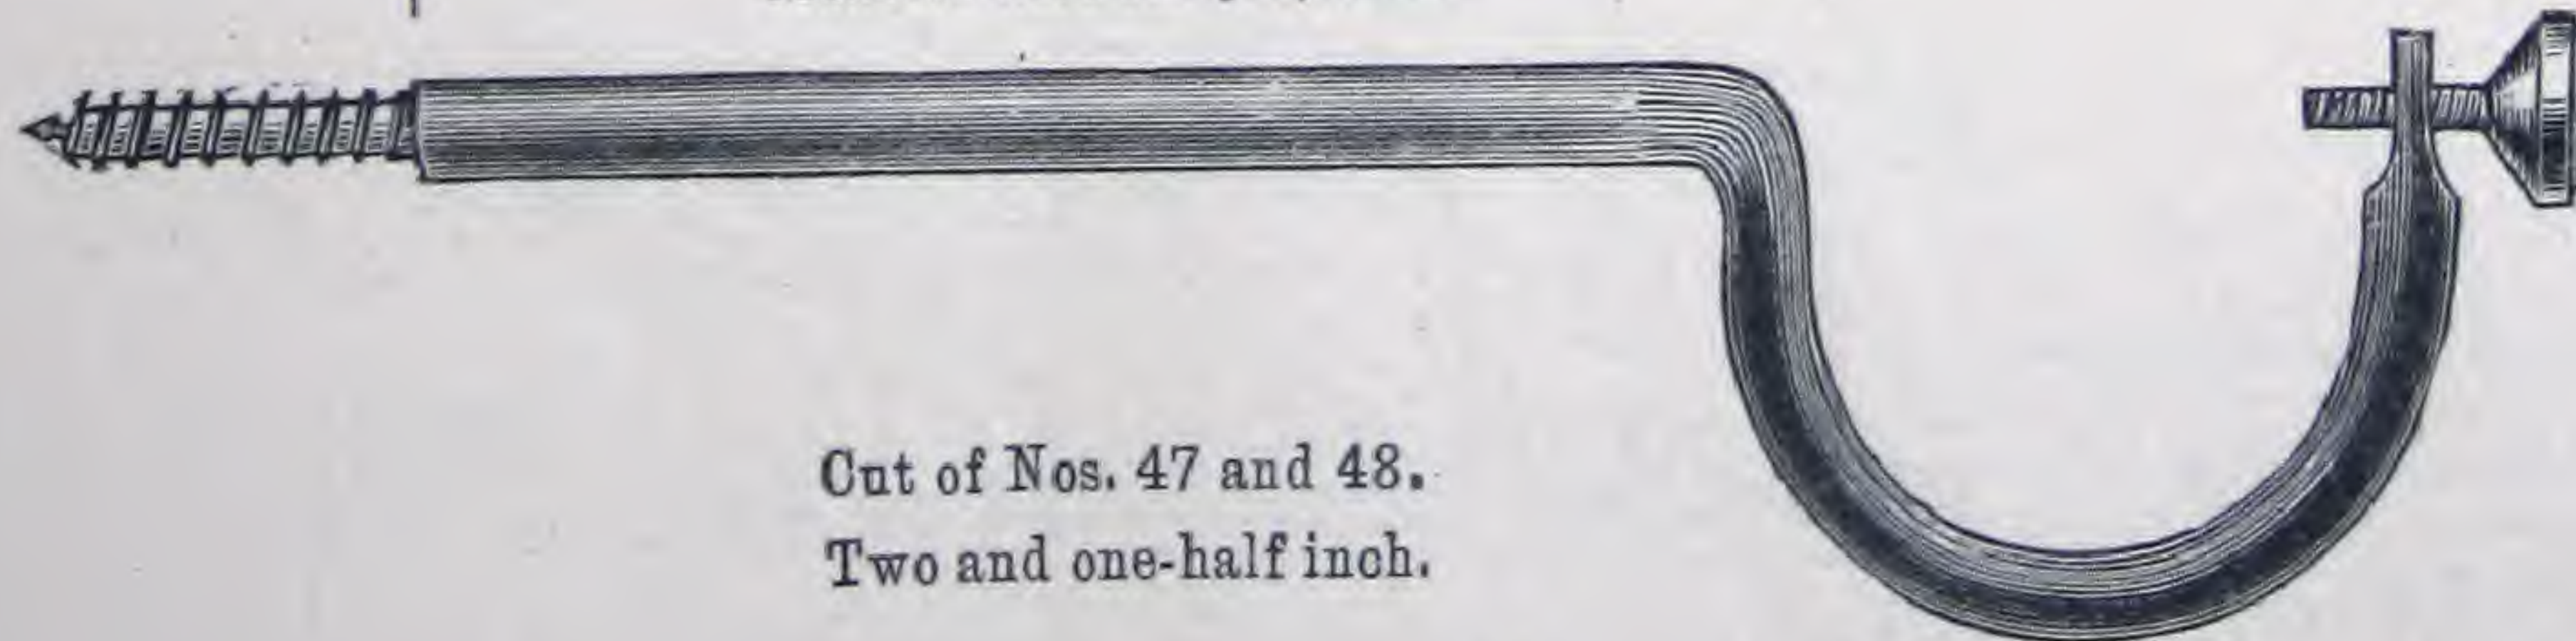 Cut of Nos. 47 and 48.
Two and one-half inch.